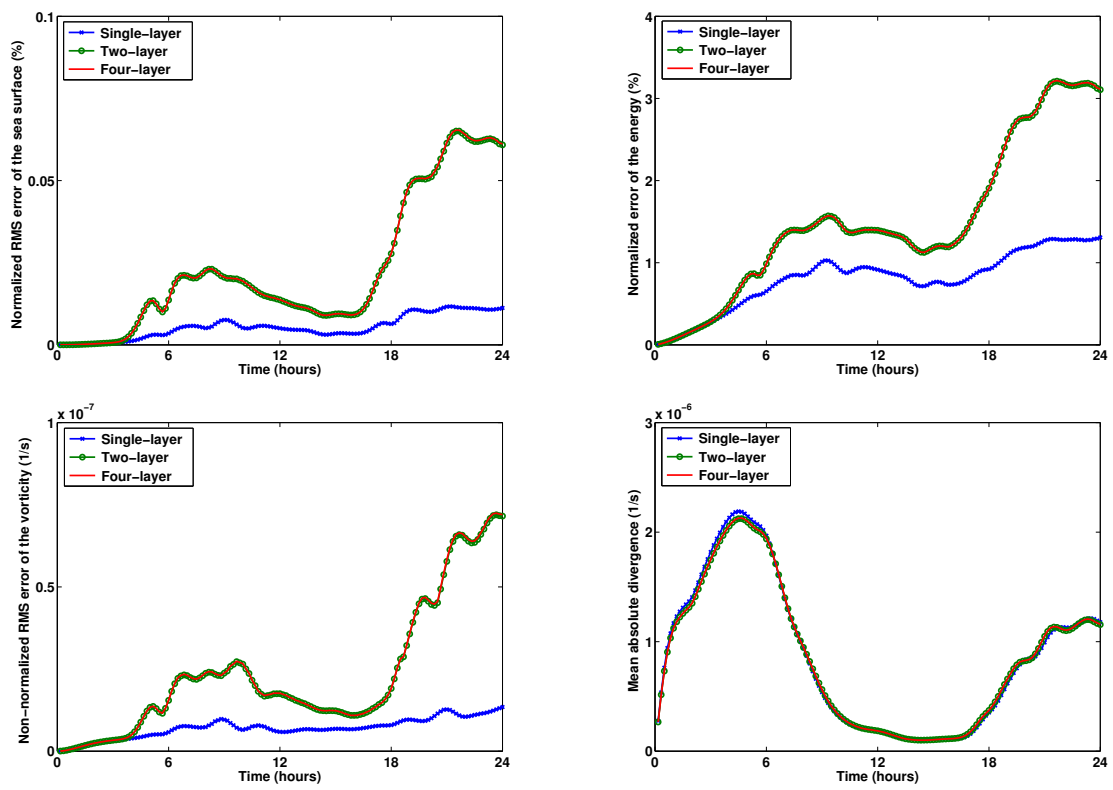 0.1
Single−layer
Two−layer
Four−layer
0.05
0
6
12
18
24
Time (hours)
Normalized RMS error of the sea surface (%)
4
Single−layer
Two−layer
Four−layer
3
2
1
0
0
6
12
18
24
Time (hours)
Normalized error of the energy (%)
x 10−7
1
Single−layer
Two−layer
Four−layer
0.5
0
0
6
12
18
24
Time (hours)
Non−normalized RMS error of the vorticity (1/s)
x 10−6
3
Single−layer
Two−layer
Four−layer
2
1
0
0
6
12
18
24
Time (hours)
Mean absolute divergence (1/s)